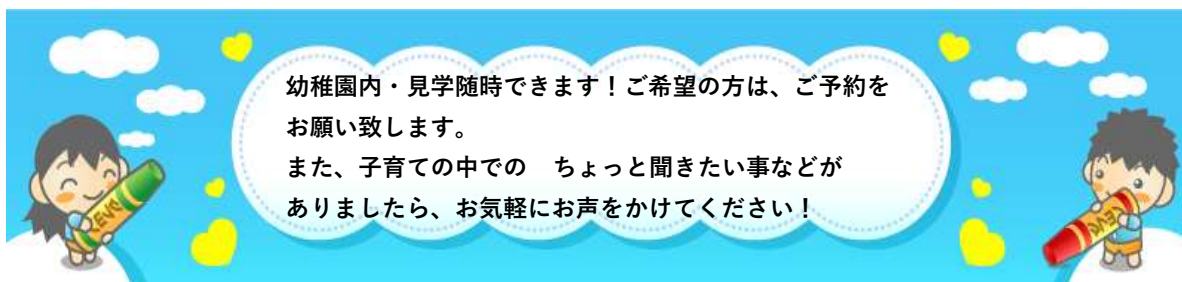 幼稚園内・見学随時できます！ご希望の方は、ご予約を
お願い致します。
また、子育ての中での　ちょっと聞きたい事などが
ありましたら、お気軽にお声をかけてください！